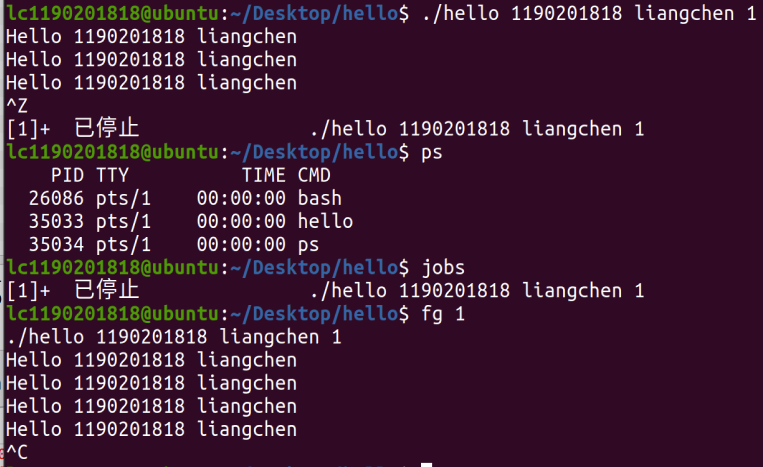 lc1190201818@ubuntu:~/Desktop/hello$ ./hello 1190201818 liangchen 1
Hello 1190201818 liangchen
Hello 1190201818 liangchen
Hello 1190201818 liangchen
^Z
[1]+  已停止               ./hello 1190201818 liangchen 1
lc1190201818@ubuntu:~/Desktop/hello$ ps
    PID TTY          TIME CMD
  26086 pts/1    00:00:00 bash
  35033 pts/1    00:00:00 hello
  35034 pts/1    00:00:00 ps
lc1190201818@ubuntu:~/Desktop/hello$ jobs
[1]+  已停止               ./hello 1190201818 liangchen 1
lc1190201818@ubuntu:~/Desktop/hello$ fg 1
./hello 1190201818 liangchen 1
Hello 1190201818 liangchen
Hello 1190201818 liangchen
Hello 1190201818 liangchen
Hello 1190201818 liangchen
^C